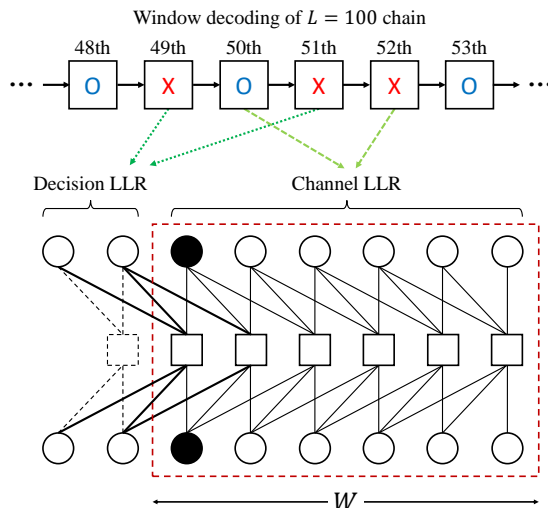 Window decoding of L = 100 chain
48th 49th 50th 51th 52th 53th
··· O X O X X O ···
Decision LLR Channel LLR
W